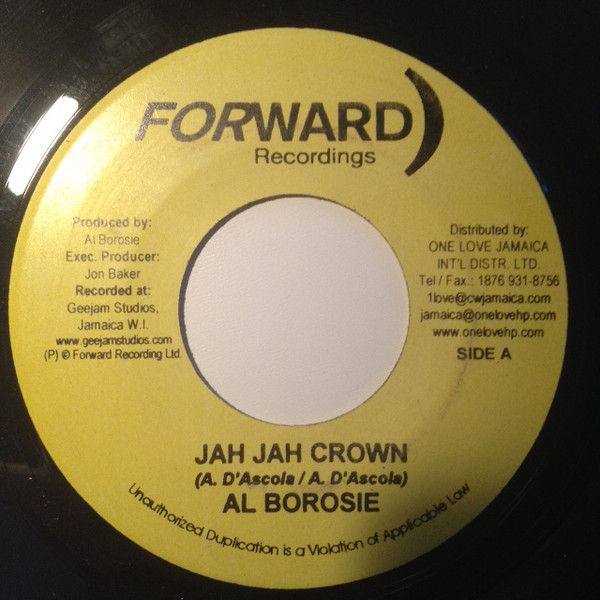 FORWARD
Recordings
Produced by:
Al Borosie
Exec. Producer:
Jon Baker
Recorded at:
Geejam Studios,
Jamaica W.I.
www.geejamstudios.com
(P) © Forward Recording Ltd.
Distributed by:
ONE LOVE JAMAICA
INT'L DISTR. LTD.
Tel / Fax.: 1876 931-8756
1love@cwjamaica.com
jamaica@onelovehp.com
www.onelovehp.com
SIDE A
JAH JAH CROWN
(A. D'Ascola / A. D'Ascola)
AL BOROSIE
Unauthorized Duplication is a Violation of Applicable Law